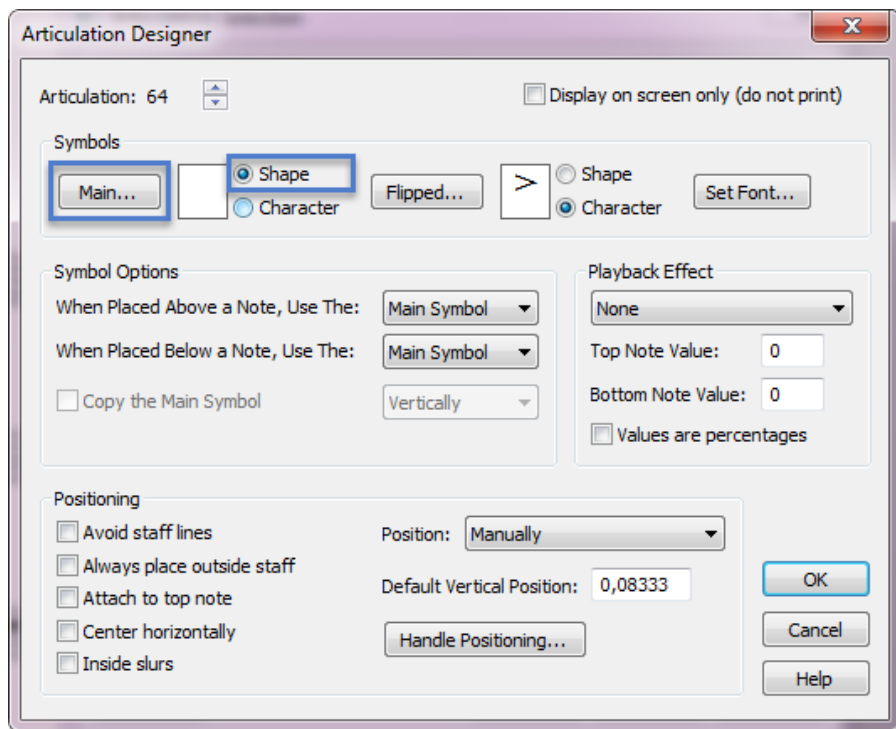 Articulation Designer
Articulation: 64
Display on screen only (do not print)
Symbols
Main...
Shape
Character
Flipped...
>
Shape
Character
Set Font...
Symbol Options
When Placed Above a Note, Use The: Main Symbol
When Placed Below a Note, Use The: Main Symbol
Copy the Main Symbol Vertically
Playback Effect
None
Top Note Value: 0
Bottom Note Value: 0
Values are percentages
Positioning
Avoid staff lines
Always place outside staff
Attach to top note
Center horizontally
Inside slurs
Position: Manually
Default Vertical Position: 0,08333
Handle Positioning...
OK
Cancel
Help